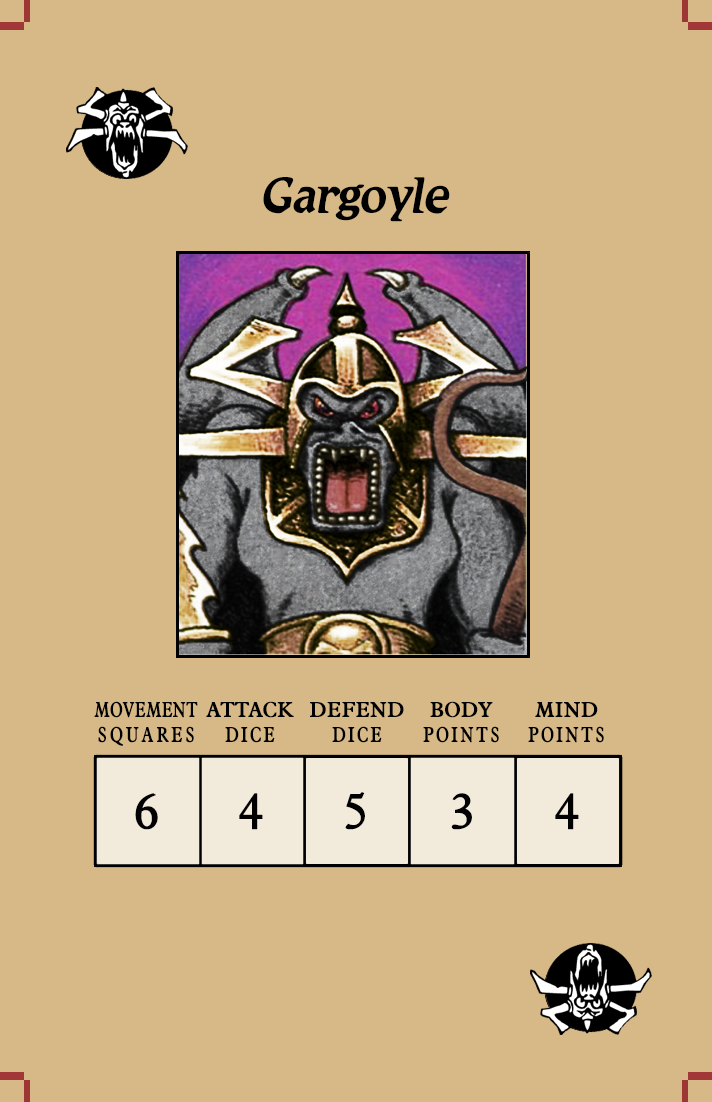 Gargoyle
MOVEMENT ATTACK DEFEND BODY MIND
SQUARES DICE DICE POINTS POINTS
6 4 5 3 4